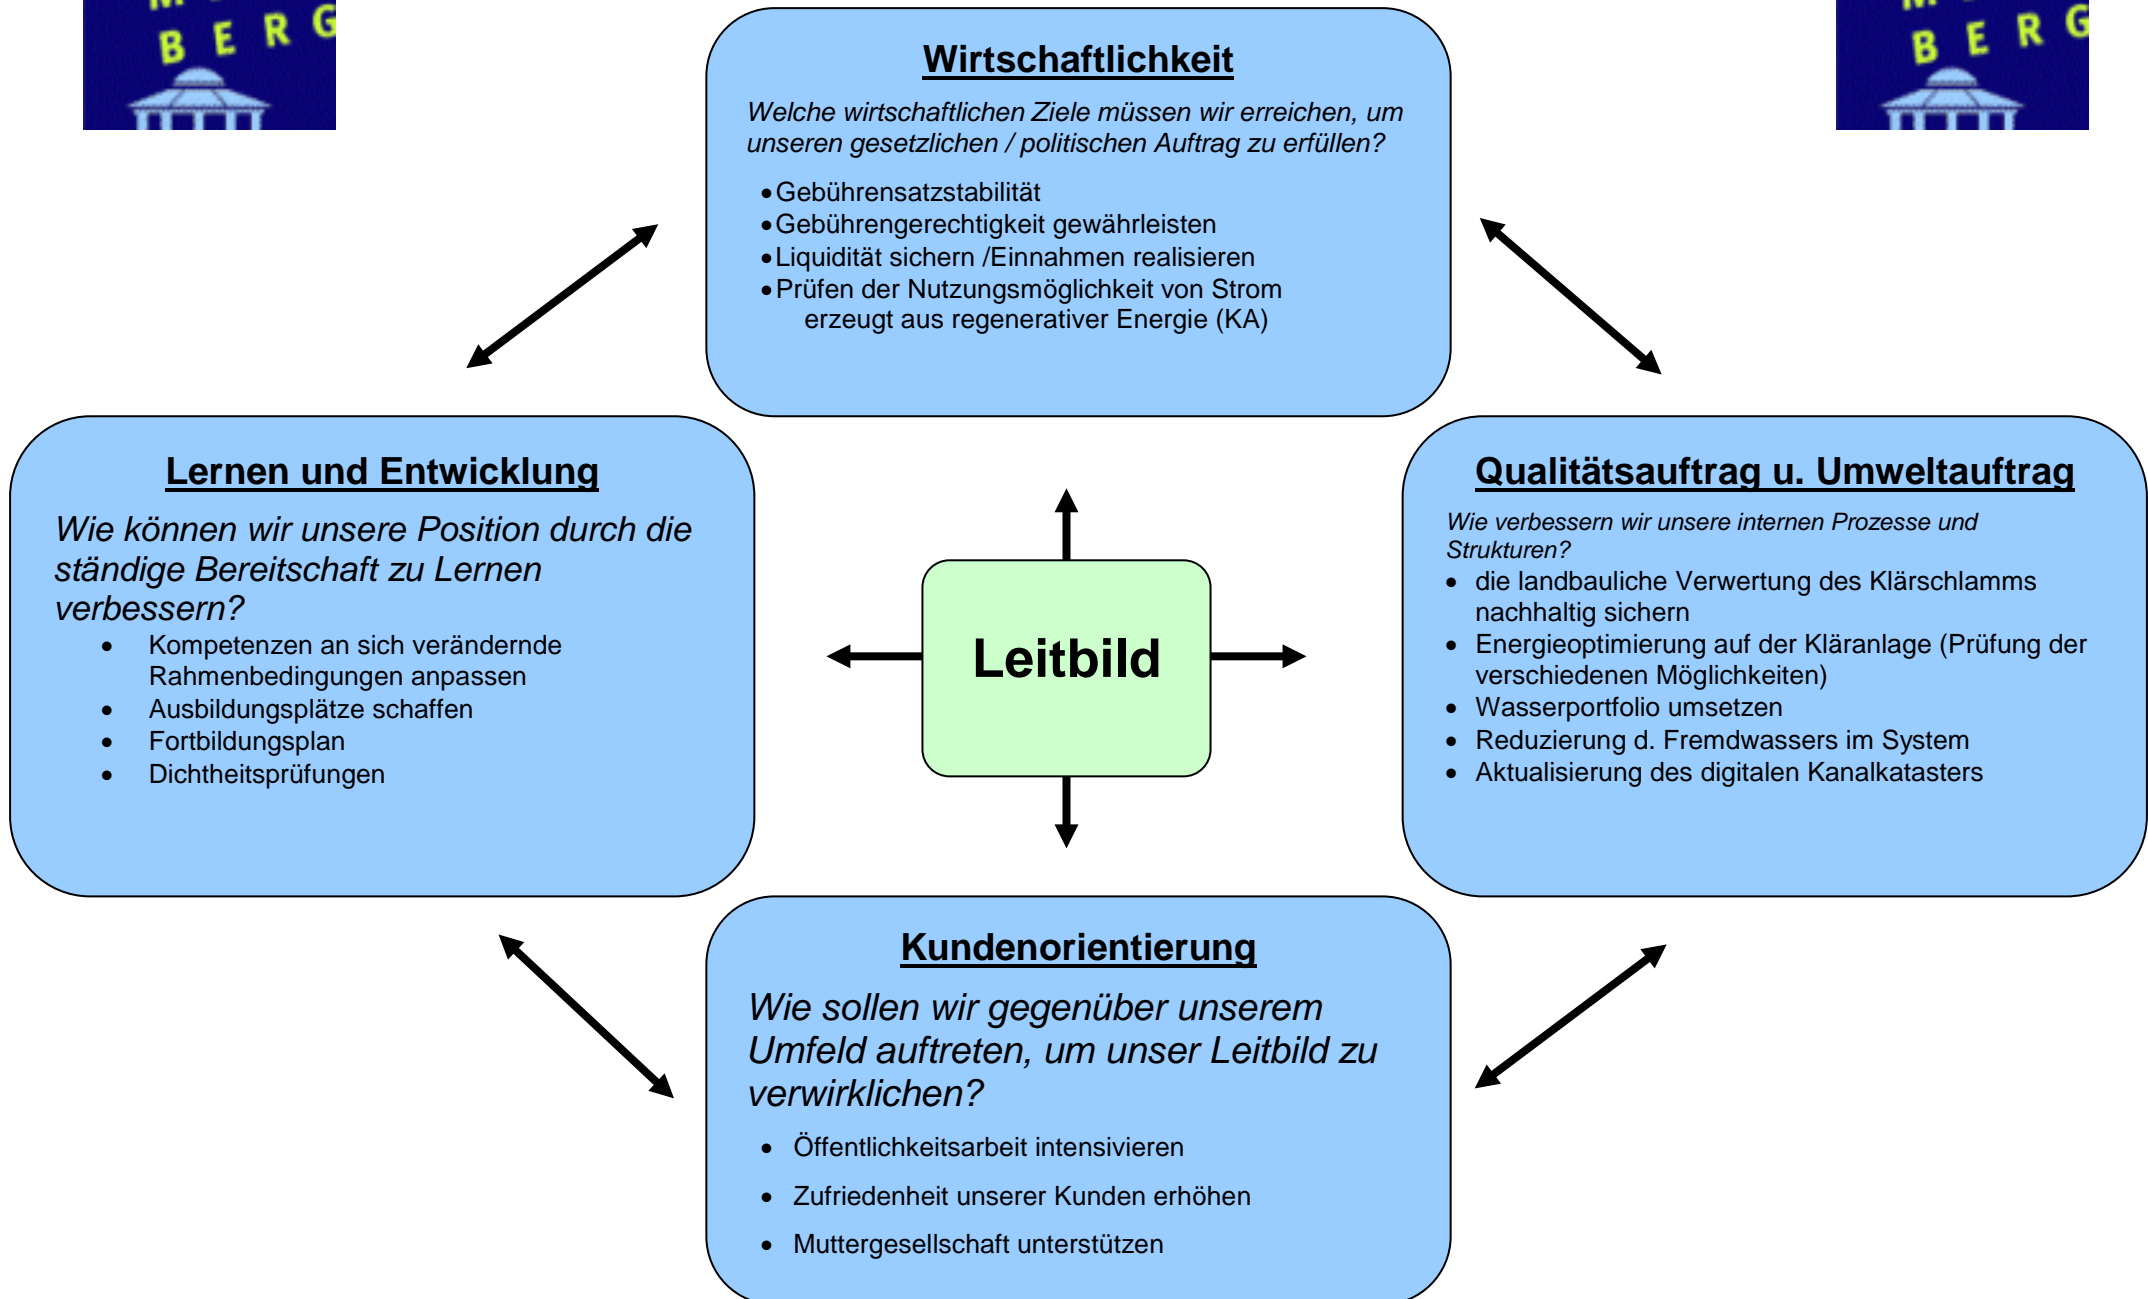 BERG
BERG
Wirtschaftlichkeit
Welche wirtschaftlichen Ziele müssen wir erreichen, um
unseren gesetzlichen / politischen Auftrag zu erfüllen?
•Gebührensatzstabilität
•Gebührengerechtigkeit gewährleisten
•Liquidität sichern /Einnahmen realisieren
•Prüfen der Nutzungsmöglichkeit von Strom
erzeugt aus regenerativer Energie (KA)
Lernen und Entwicklung
Wie können wir unsere Position durch die
ständige Bereitschaft zu Lernen
verbessern?
• Kompetenzen an sich verändernde
Rahmenbedingungen anpassen
• Ausbildungsplätze schaffen
• Fortbildungsplan
• Dichtheitsprüfungen
Leitbild
Qualitätsauftrag u. Umweltauftrag
Wie verbessern wir unsere internen Prozesse und
Strukturen?
• die landbauliche Verwertung des Klärschlamms
nachhaltig sichern
• Energieoptimierung auf der Kläranlage (Prüfung der
verschiedenen Möglichkeiten)
• Wasserportfolio umsetzen
• Reduzierung d. Fremdwassers im System
• Aktualisierung des digitalen Kanalkatasters
Kundenorientierung
Wie sollen wir gegenüber unserem
Umfeld auftreten, um unser Leitbild zu
verwirklichen?
• Öffentlichkeitsarbeit intensivieren
• Zufriedenheit unserer Kunden erhöhen
• Muttergesellschaft unterstützen